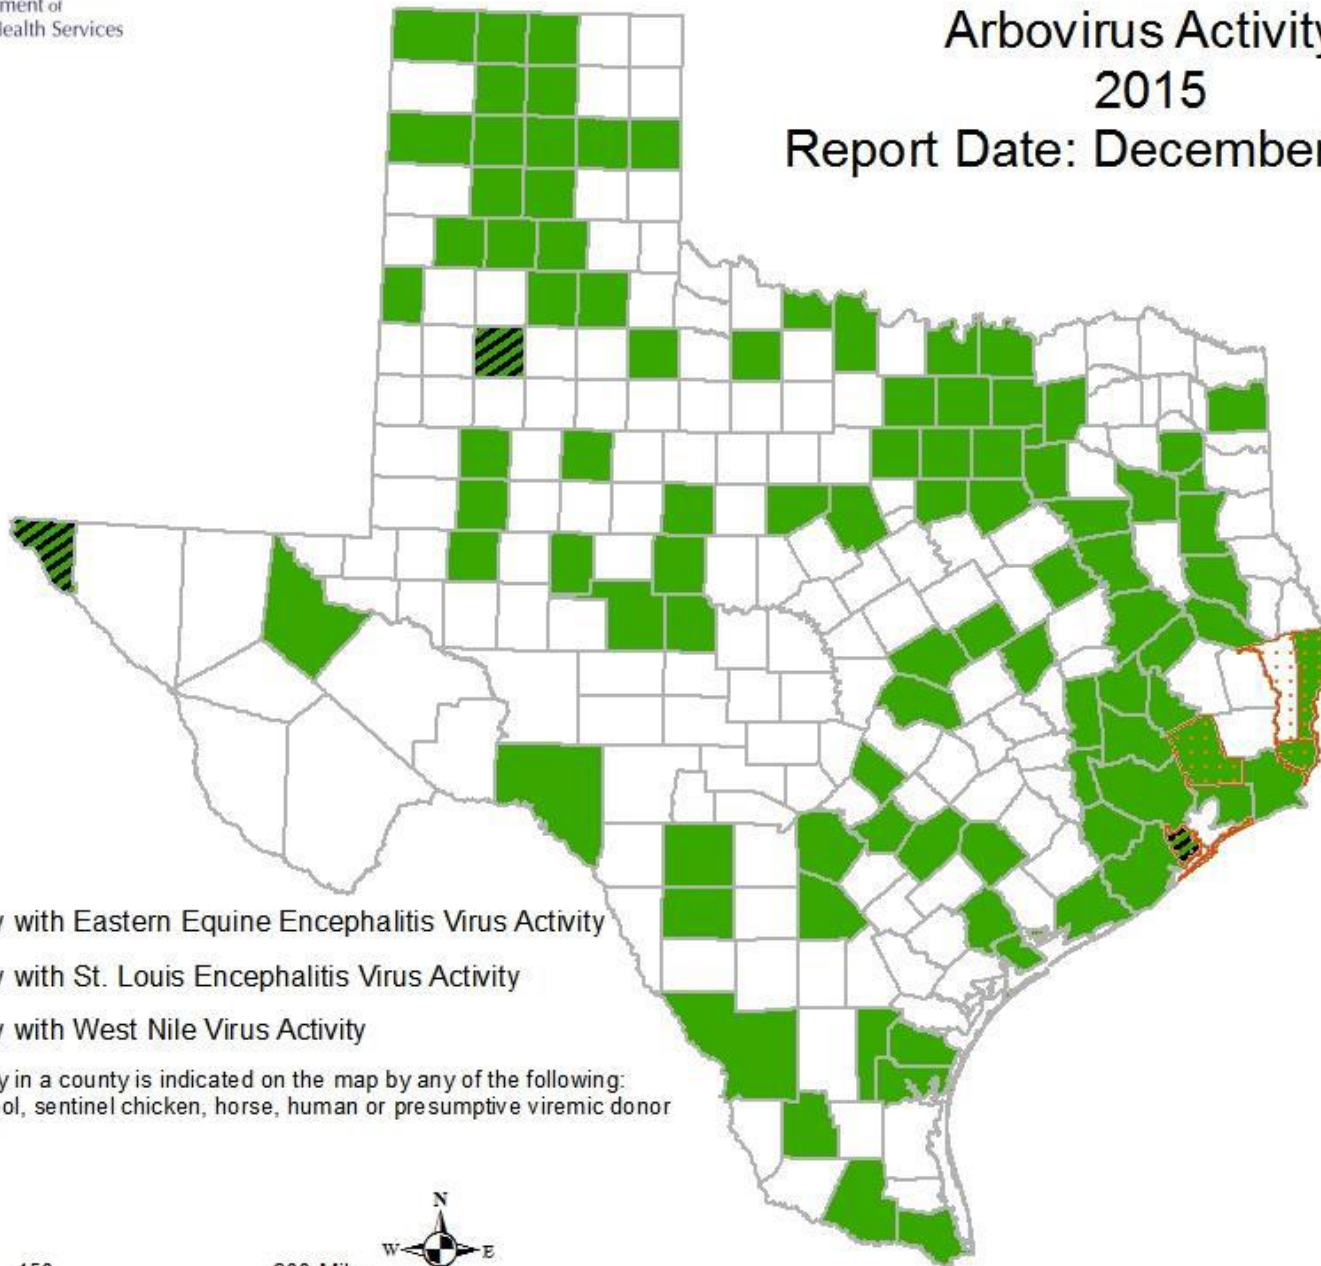 ment of
Health Services
Arbovirus Activity
2015
Report Date: December
with Eastern Equine Encephalitis Virus Activity
with St. Louis Encephalitis Virus Activity
with West Nile Virus Activity
y in a county is indicated on the map by any of the following:
ol, sentinel chicken, horse, human or presumptive viremic donor
N
W E